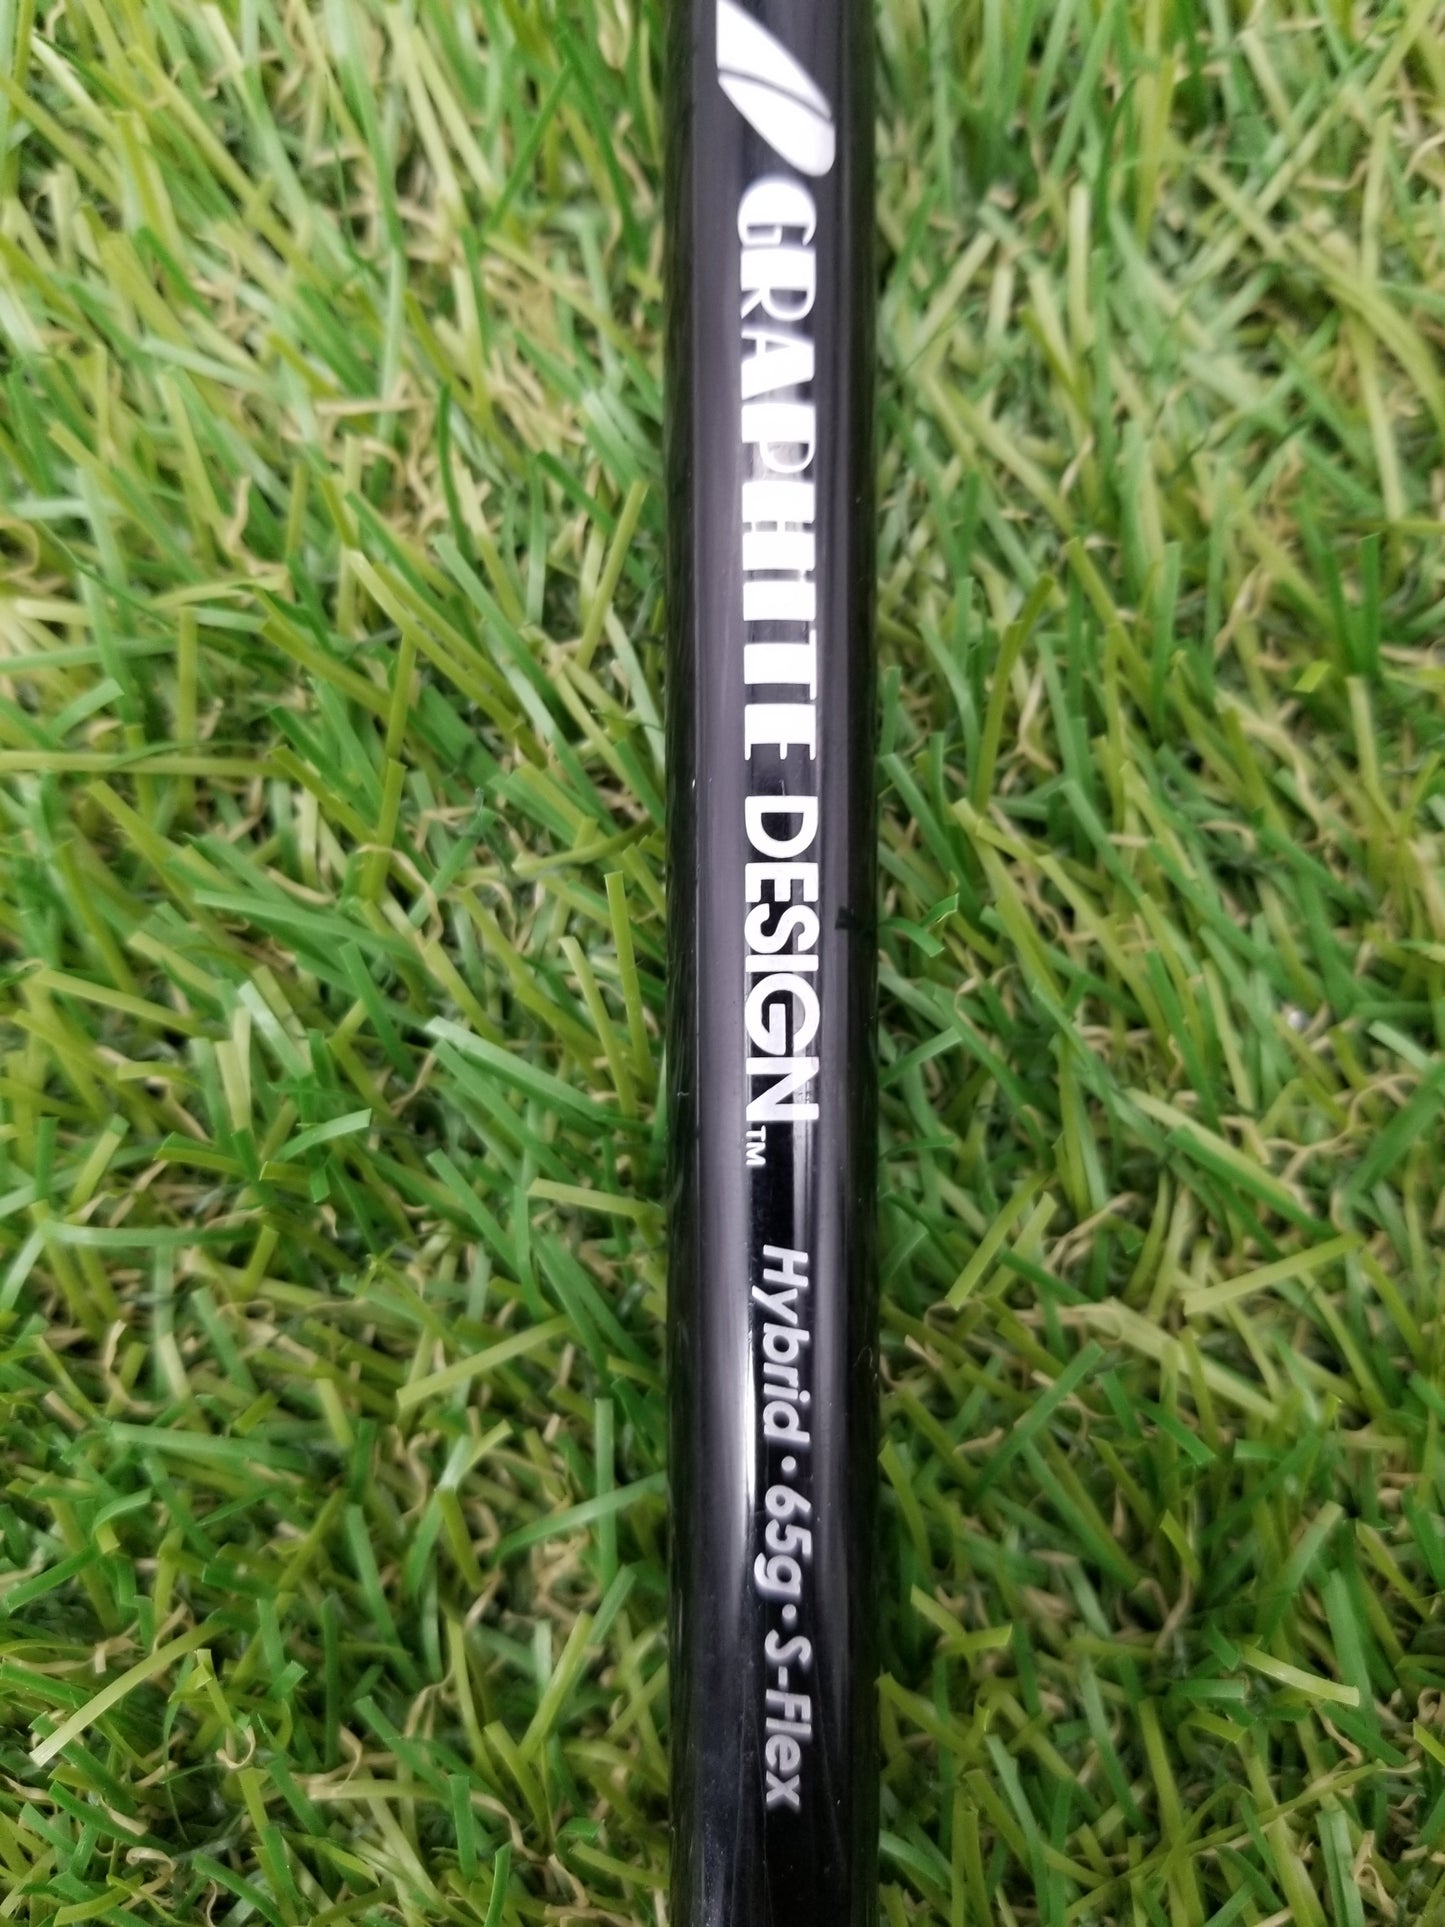 GRAPHITE DESIGN™ Hybrid • 65g • S-Flex